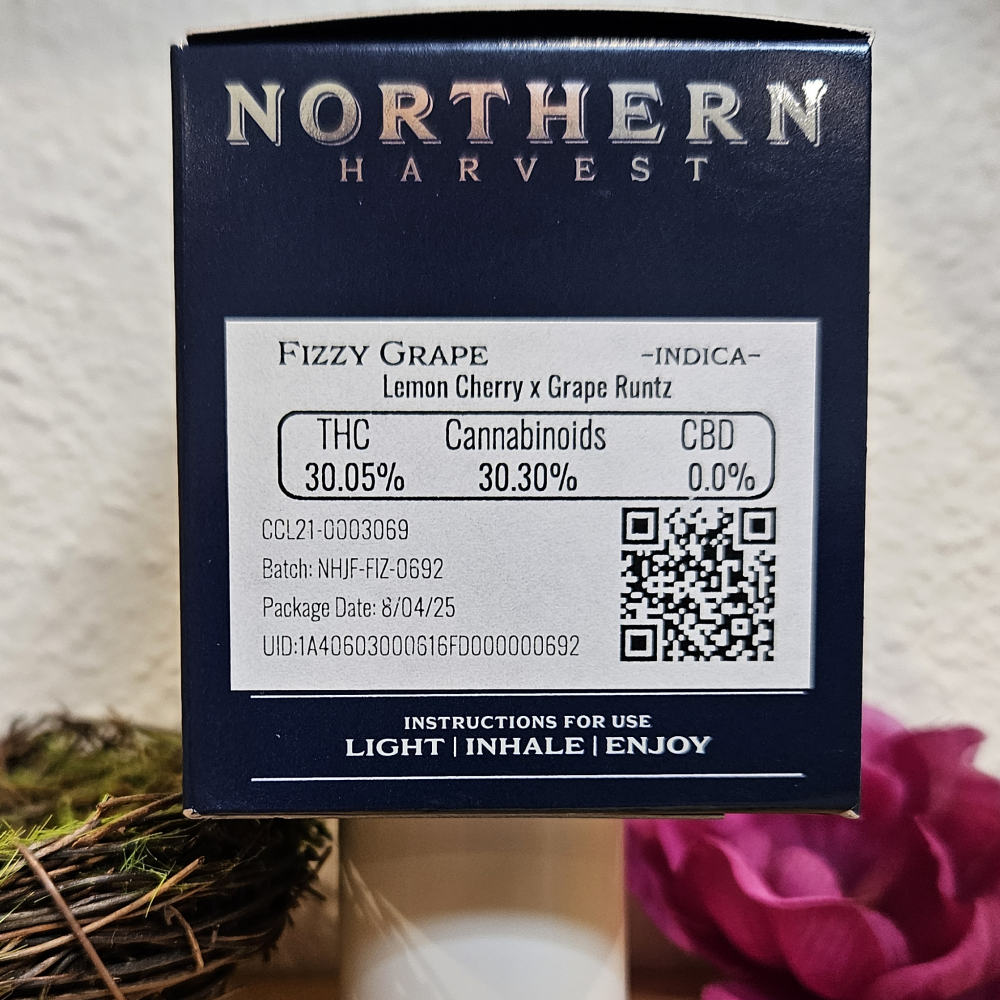 NORTHERN
HARVEST
FIZZY GRAPE -INDICA-
Lemon Cherry x Grape Runtz
THC Cannabinoids CBD
30.05% 30.30% 0.0%
CCL21-0003069
Batch: NHJF-FIZ-0692
Package Date: 8/04/25
UID:1A40603000616FD000000692
INSTRUCTIONS FOR USE
LIGHT | INHALE | ENJOY